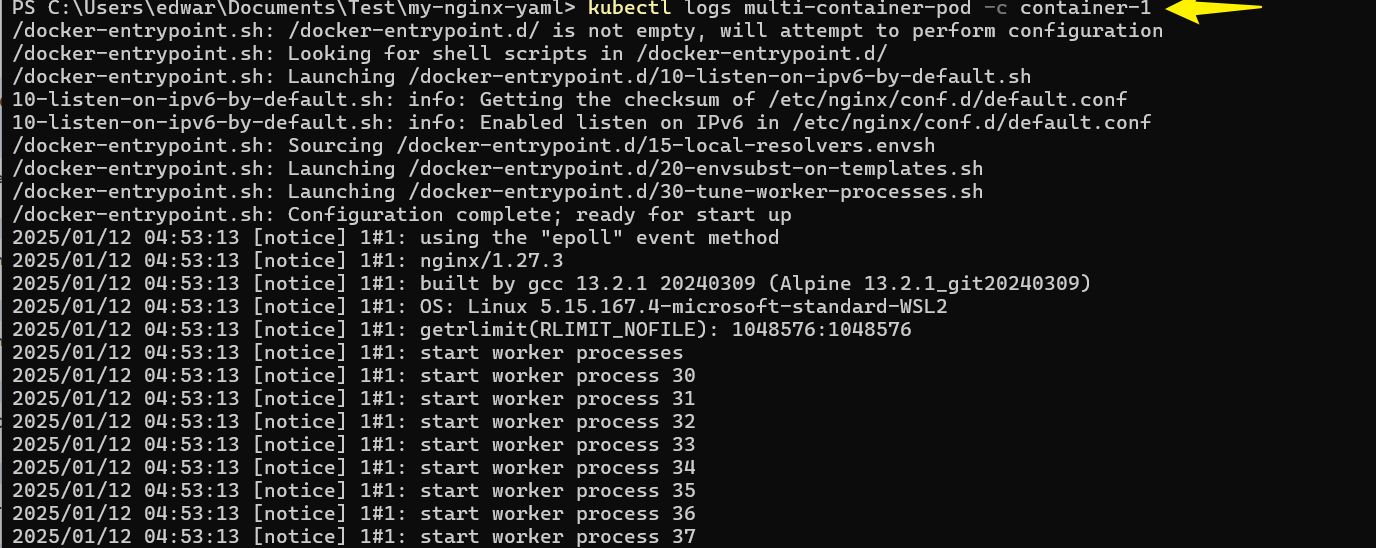 PS C:\Users\edwar\Documents\Test\my-nginx-yaml> kubectl logs multi-container-pod -c container-1
/docker-entrypoint.sh: /docker-entrypoint.d/ is not empty, will attempt to perform configuration
/docker-entrypoint.sh: Looking for shell scripts in /docker-entrypoint.d/
/docker-entrypoint.sh: Launching /docker-entrypoint.d/10-listen-on-ipv6-by-default.sh
10-listen-on-ipv6-by-default.sh: info: Getting the checksum of /etc/nginx/conf.d/default.conf
10-listen-on-ipv6-by-default.sh: info: Enabled listen on IPv6 in /etc/nginx/conf.d/default.conf
/docker-entrypoint.sh: Sourcing /docker-entrypoint.d/15-local-resolvers.envsh
/docker-entrypoint.sh: Launching /docker-entrypoint.d/20-envsubst-on-templates.sh
/docker-entrypoint.sh: Launching /docker-entrypoint.d/30-tune-worker-processes.sh
/docker-entrypoint.sh: Configuration complete; ready for start up
2025/01/12 04:53:13 [notice] 1#1: using the "epoll" event method
2025/01/12 04:53:13 [notice] 1#1: nginx/1.27.3
2025/01/12 04:53:13 [notice] 1#1: built by gcc 13.2.1 20240309 (Alpine 13.2.1_git20240309)
2025/01/12 04:53:13 [notice] 1#1: OS: Linux 5.15.167.4-microsoft-standard-WSL2
2025/01/12 04:53:13 [notice] 1#1: getrlimit(RLIMIT_NOFILE): 1048576:1048576
2025/01/12 04:53:13 [notice] 1#1: start worker processes
2025/01/12 04:53:13 [notice] 1#1: start worker process 30
2025/01/12 04:53:13 [notice] 1#1: start worker process 31
2025/01/12 04:53:13 [notice] 1#1: start worker process 32
2025/01/12 04:53:13 [notice] 1#1: start worker process 33
2025/01/12 04:53:13 [notice] 1#1: start worker process 34
2025/01/12 04:53:13 [notice] 1#1: start worker process 35
2025/01/12 04:53:13 [notice] 1#1: start worker process 36
2025/01/12 04:53:13 [notice] 1#1: start worker process 37